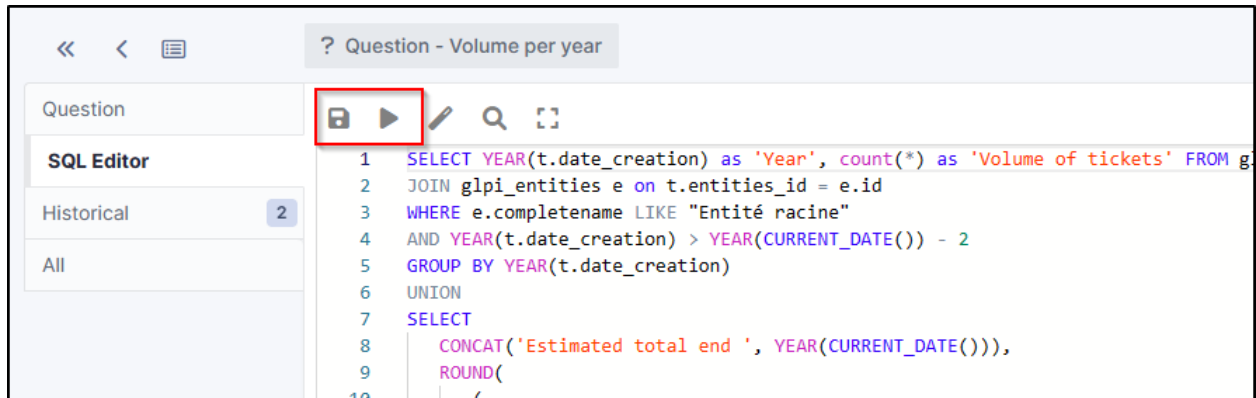 ? Question - Volume per year
Question
SQL Editor
Historical 2
All
1 SELECT YEAR(t.date_creation) as 'Year', count(*) as 'Volume of tickets' FROM
2 JOIN glpi_entities e on t.entities_id = e.id
3 WHERE e.completename LIKE "Entité racine"
4 AND YEAR(t.date_creation) > YEAR(CURRENT_DATE()) - 2
5 GROUP BY YEAR(t.date_creation)
6 UNION
7 SELECT
8 CONCAT('Estimated total end ', YEAR(CURRENT_DATE())),
9 ROUND(
10 (